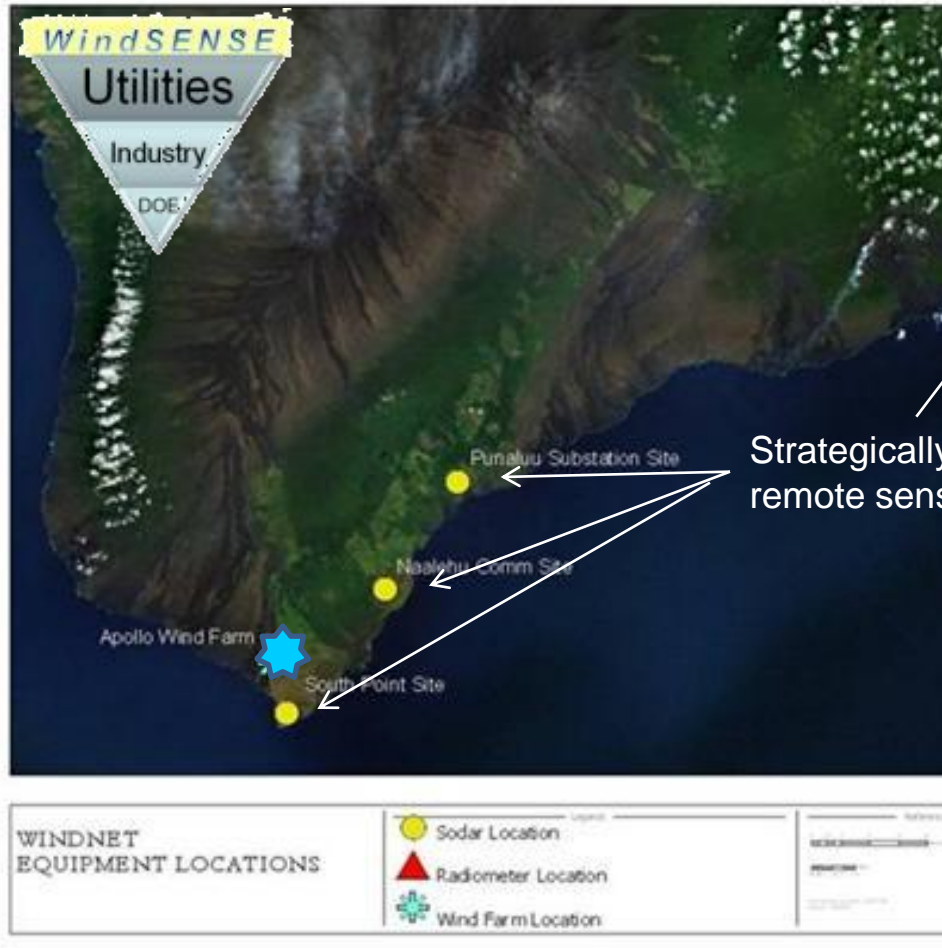 WindSENSE
Utilities
Industry
DOE
Punaluu Substation Site
Strategically
remote sens
Naalehu Comm Site
Apollo Wind Farm
South Point Site
WINDNET
EQUIPMENT LOCATIONS
Legend
Sodar Location
Radiometer Location
Wind Farm Location